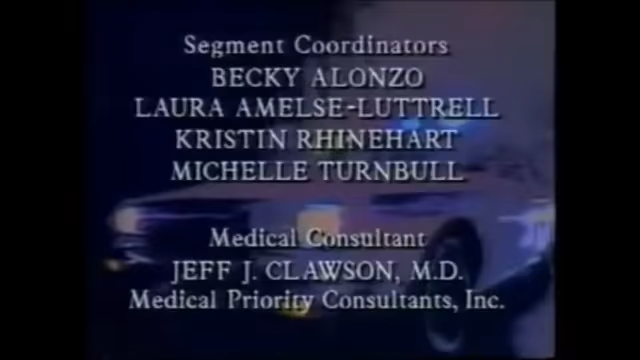 Segment Coordinators
BECKY ALONZO
LAURA AMELSE-LUTTRELL
KRISTIN RHINEHART
MICHELLE TURNBULL
Medical Consultant
JEFF J. CLAWSON, M.D.
Medical Priority Consultants, Inc.